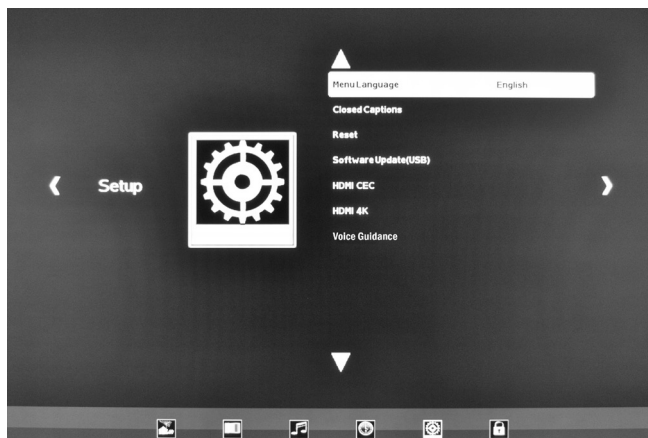 Menu Language English
Closed Captions
Reset
Software Update(USB)
Setup
HDMI CEC
HDMI 4K
Voice Guidance